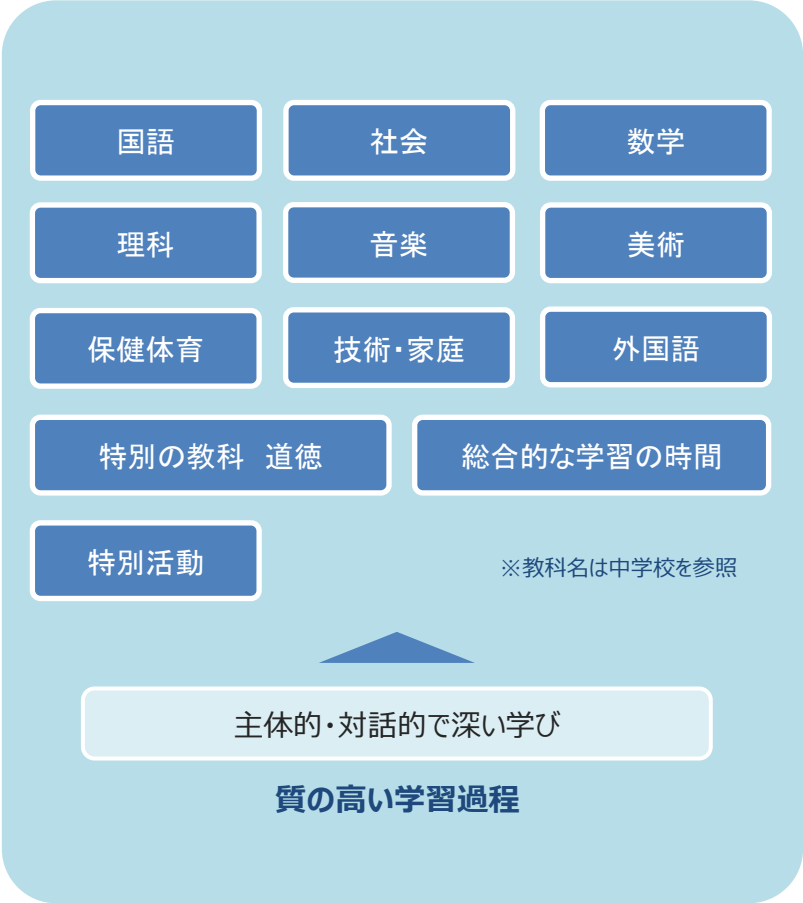 国語
社会
数学
理科
音楽
美術
保健体育
技術・家庭
外国語
特別の教科　道徳
総合的な学習の時間
特別活動
※教科名は中学校を参照
主体的・対話的で深い学び
質の高い学習過程